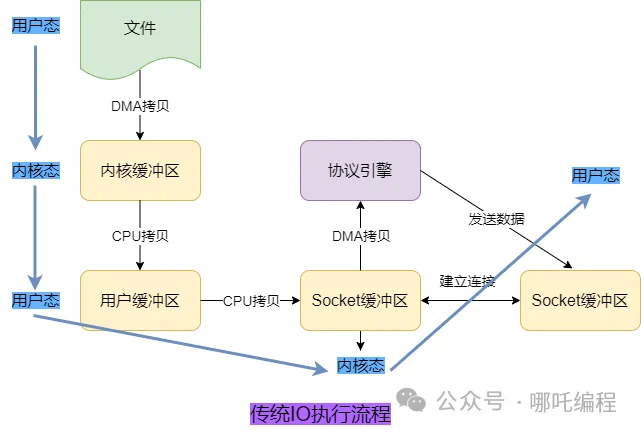 用户态
文件
DMA拷贝
内核态
内核缓冲区
协议引擎
用户态
CPU拷贝
DMA拷贝
发送数据
用户态
用户缓冲区
CPU拷贝
Socket缓冲区
建立连接
Socket缓冲区
内核态
传统IO执行流程
公众号 · 哪吒编程